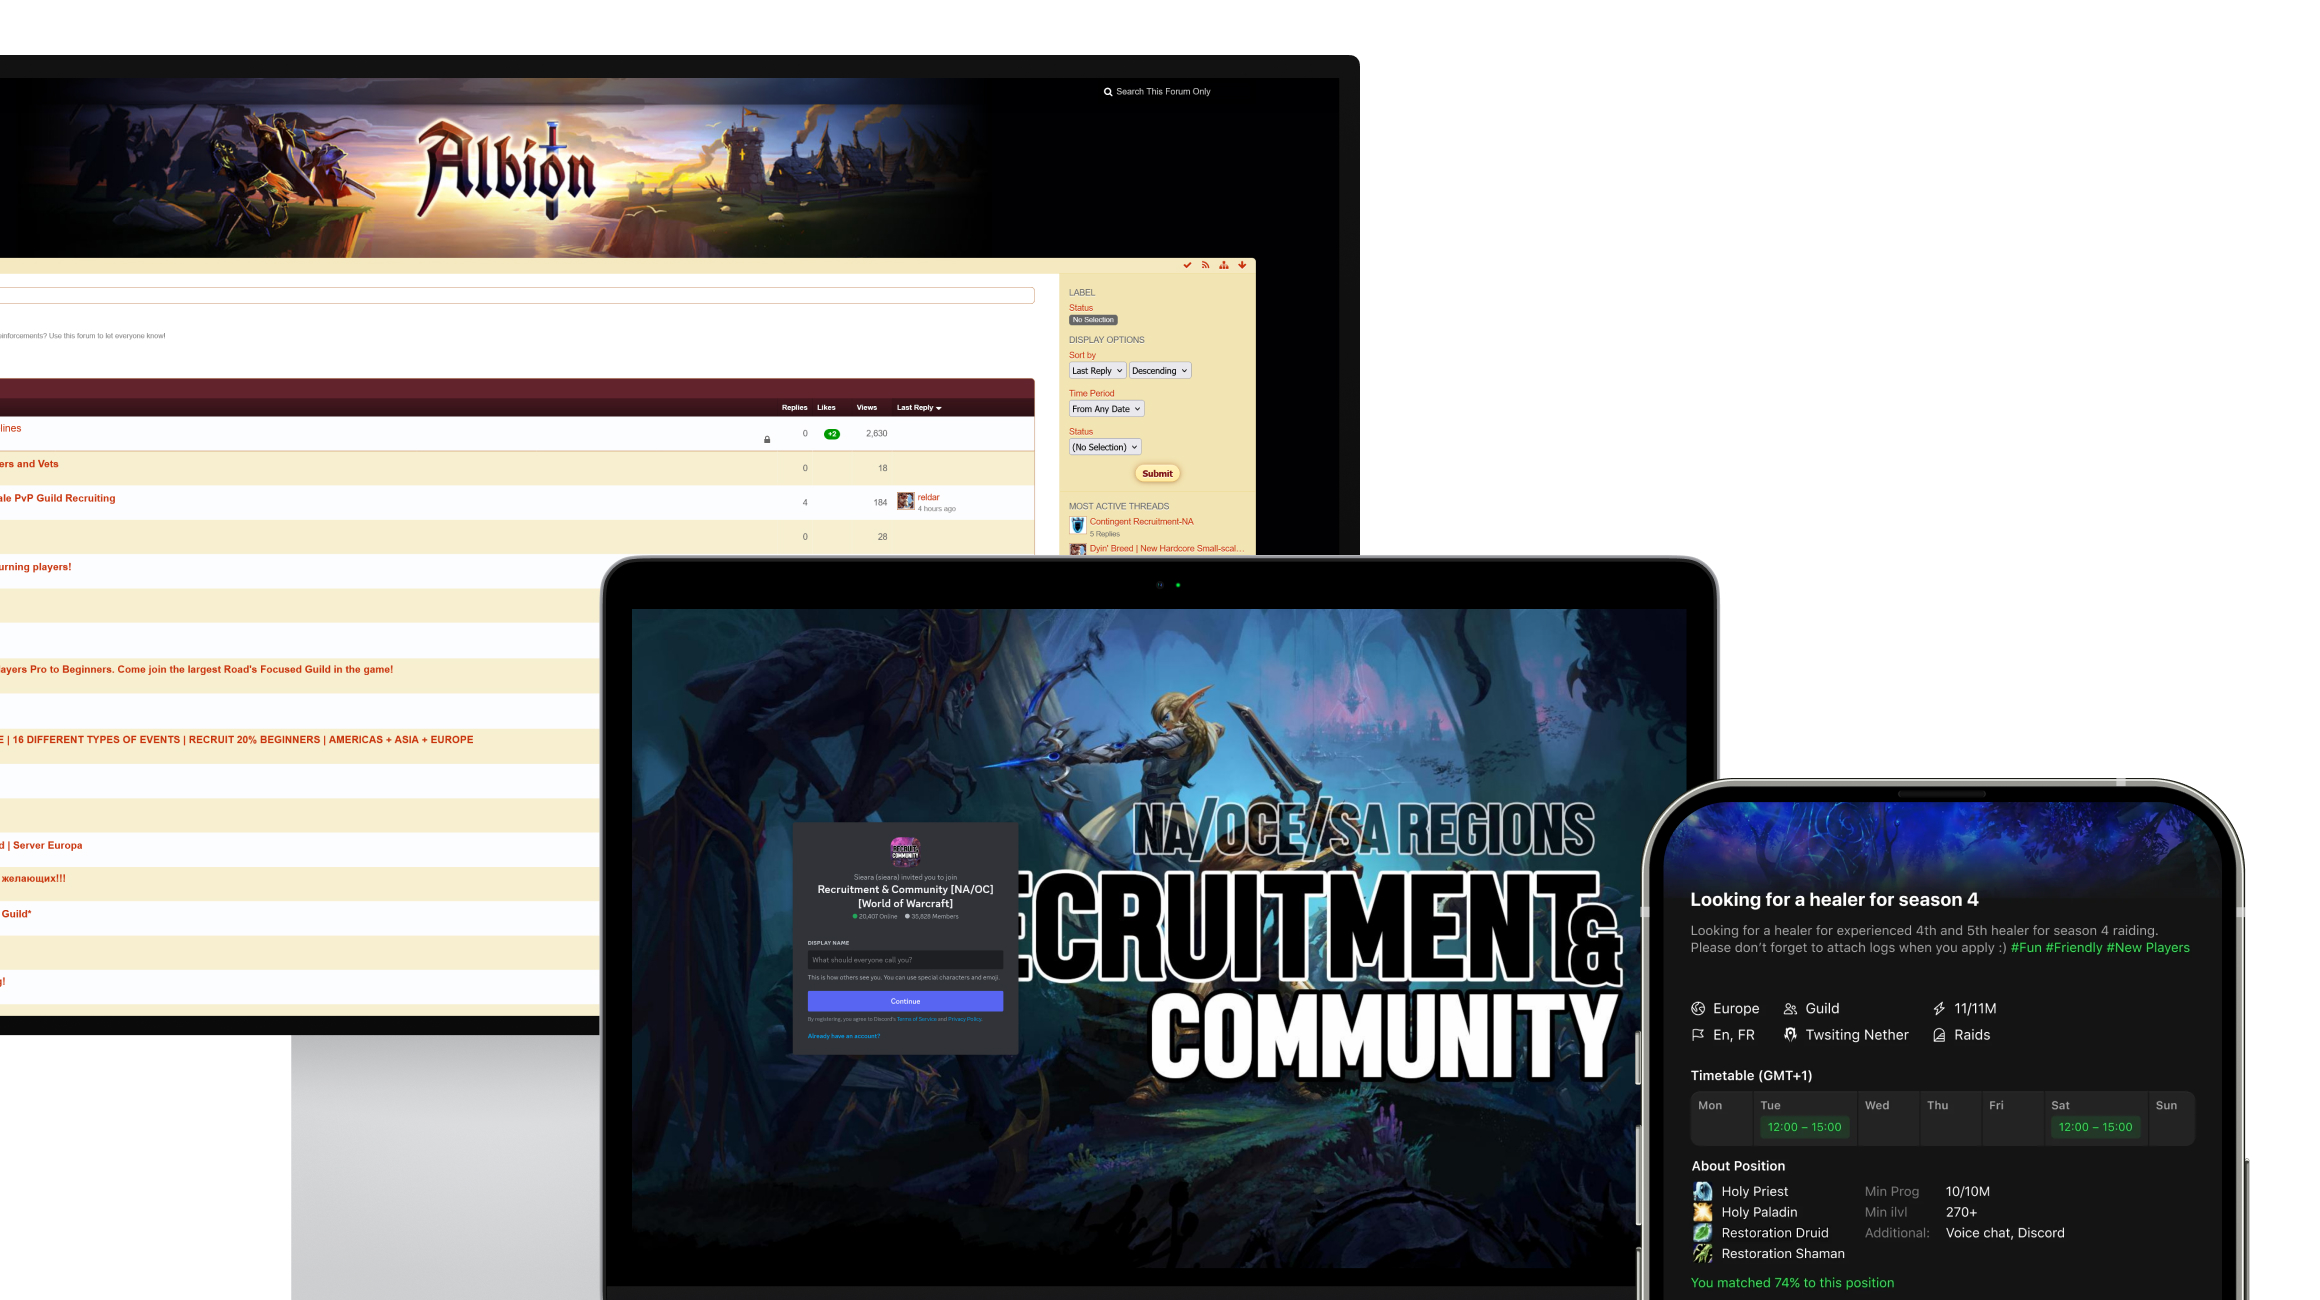 Search This Forum Only
Albion
einforcements? Use this forum to let everyone know!
Replies Likes Views Last Reply
lines
0 +2 2,630
ers and Vets
0 18
ale PvP Guild Recruiting
4 184 reldar
4 hours ago
0 28
urning players!
ayers Pro to Beginners. Come join the largest Road's Focused Guild in the game!
E | 16 DIFFERENT TYPES OF EVENTS | RECRUIT 20% BEGINNERS | AMERICAS + ASIA + EUROPE
d | Server Europa
желающих!!!
Guild*
g!
LABEL
Status
No Selection
DISPLAY OPTIONS
Sort by
Last Reply Descending
Time Period
From Any Date
Status
(No Selection)
Submit
MOST ACTIVE THREADS
Contingent Recruitment-NA
5 Replies
Dyin' Breed | New Hardcore Small-scal...
NA/OCE/SA REGIONS
ECRUITMENT&
COMMUNITY
RECRUIT&
COMMUNITY
Sieara (sieara) invited you to join
Recruitment & Community [NA/OC]
[World of Warcraft]
20,407 Online 35,828 Members
DISPLAY NAME
What should everyone call you?
This is how others see you. You can use special characters and emoji.
Continue
By registering, you agree to Discord's Terms of Service and Privacy Policy.
Already have an account?
Looking for a healer for season 4
Looking for a healer for experienced 4th and 5th healer for season 4 raiding.
Please don't forget to attach logs when you apply :) #Fun #Friendly #New Players
Europe Guild 11/11M
En, FR Twsiting Nether Raids
Timetable (GMT+1)
Mon Tue Wed Thu Fri Sat Sun
12:00 – 15:00 12:00 – 15:00
About Position
Holy Priest Min Prog 10/10M
Holy Paladin Min ilvl 270+
Restoration Druid Additional: Voice chat, Discord
Restoration Shaman
You matched 74% to this position